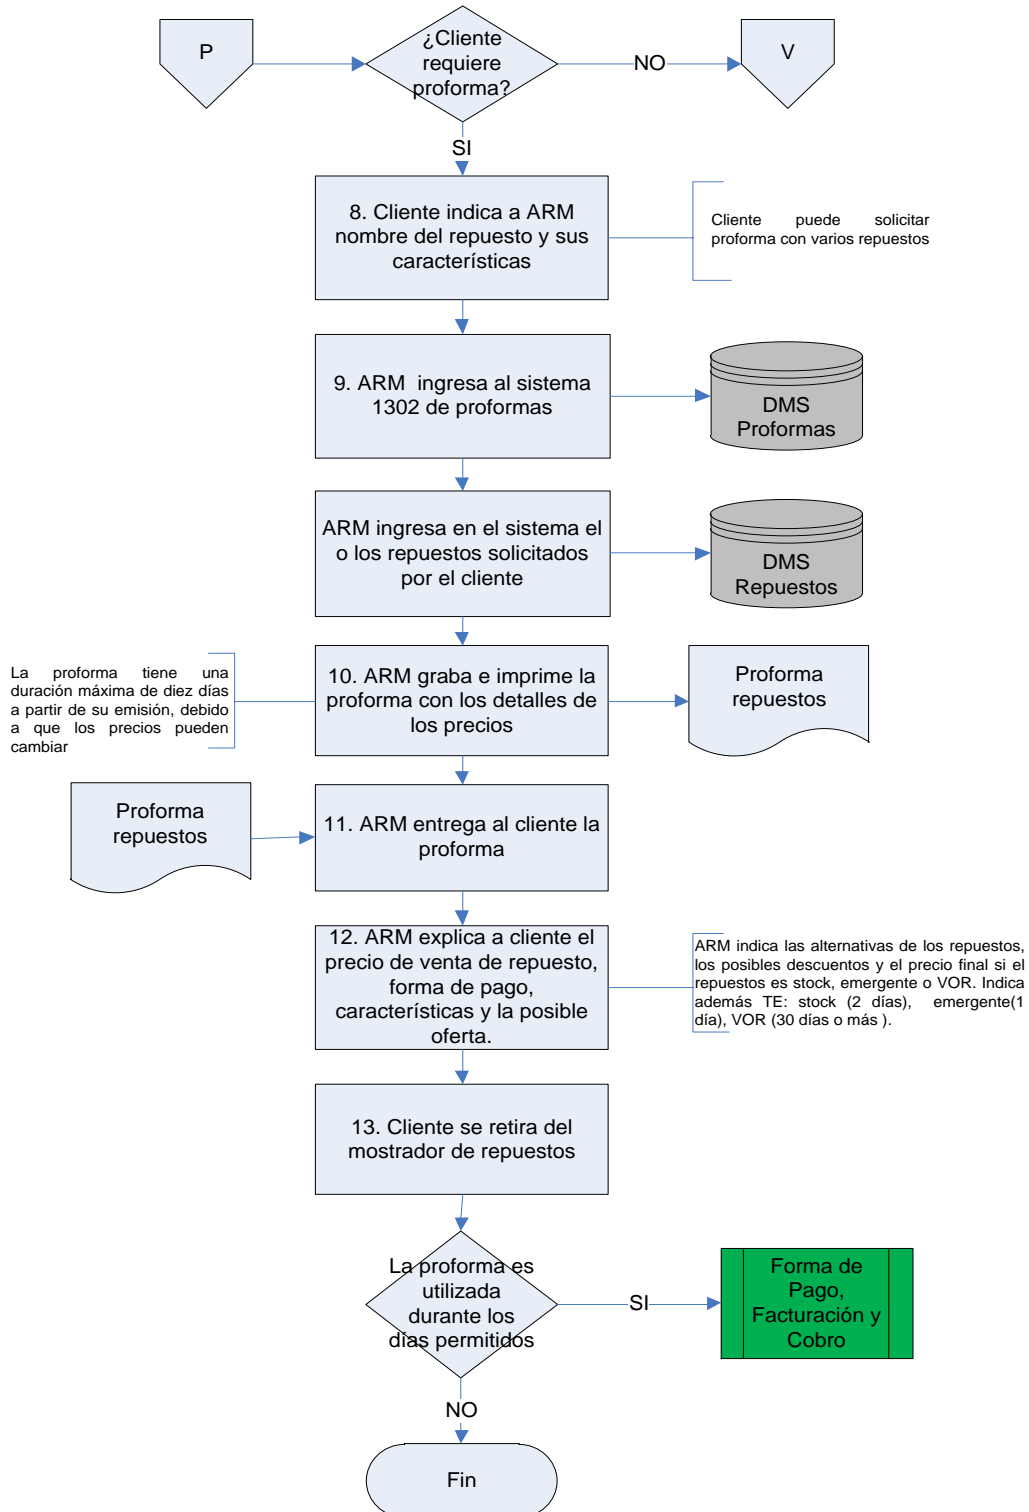 P
¿Cliente
requiere
proforma?
NO
V
SI
8. Cliente indica a ARM
nombre del repuesto y sus
características
Cliente puede solicitar
proforma con varios repuestos
9. ARM ingresa al sistema
1302 de proformas
DMS
Proformas
ARM ingresa en el sistema el
o los repuestos solicitados
por el cliente
DMS
Repuestos
La proforma tiene una
duración máxima de diez días
a partir de su emisión, debido
a que los precios pueden
cambiar
10. ARM graba e imprime la
proforma con los detalles de
los precios
Proforma
repuestos
Proforma
repuestos
11. ARM entrega al cliente la
proforma
12. ARM explica a cliente el
precio de venta de repuesto,
forma de pago,
características y la posible
oferta.
ARM indica las alternativas de los repuestos,
los posibles descuentos y el precio final si el
repuestos es stock, emergente o VOR. Indica
además TE: stock (2 días), emergente(1
día), VOR (30 días o más ).
13. Cliente se retira del
mostrador de repuestos
La proforma es
utilizada
durante los
días permitidos
SI
Forma de
Pago,
Facturación y
Cobro
NO
Fin